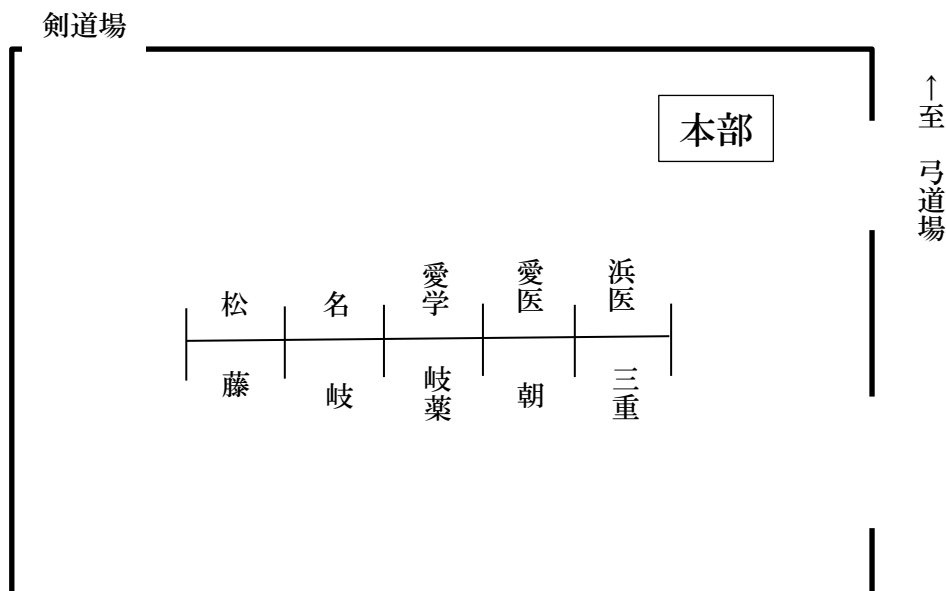 剣道場
本部
↑至 弓道場
松
名
愛学
愛医
浜医
藤
岐
岐薬
朝
三重